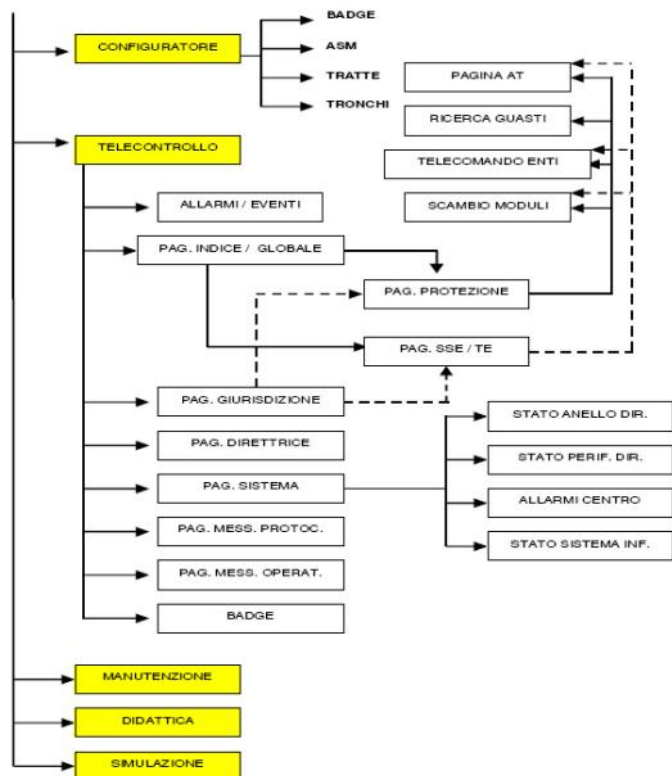 BADGE
CONFIGURATORE
ASM
TRATTE
TRONCHI
PAGINA AT
RICERCA GUASTI
TELECONTROLLO
TELECOMANDO ENTI
ALLARMI / EVENTI
SCAMBIO MODULI
PAG. INDICE / GLOBALE
PAG. PROTEZIONE
PAG. SSE / TE
PAG. GIURISDIZIONE
STATO ANELLO DIR.
PAG. DIRETTRICE
STATO PERIF. DIR.
PAG. SISTEMA
ALLARMI CENTRO
PAG. MESS. PROTOC.
STATO SISTEMA INF.
PAG. MESS. OPERAT.
BADGE
MANUTENZIONE
DIDATTICA
SIMULAZIONE